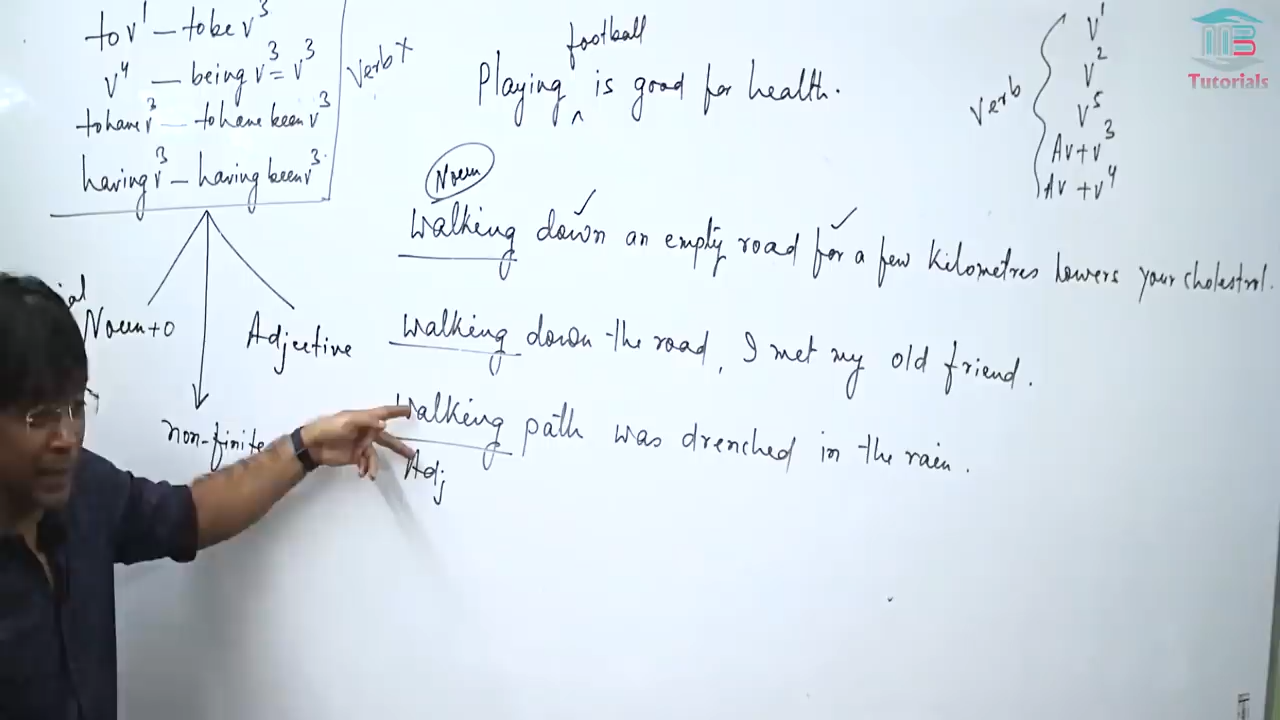 to v¹ – to be v³
v⁴ – being v³ = v³
to have v³ – to have been v³
having v³ – having been v³
verb x
Noun + o
Adjective
non-finite
football
Playing ^ is good for health.
Noun
Walking down an empty road for a few kilometres lowers your cholestrol.
Walking down the road, I met my old friend.
Walking path was drenched in the rain.
Adj
verb
v¹
v²
v⁵
Av + v³
Av + v⁴
MB
Tutorials